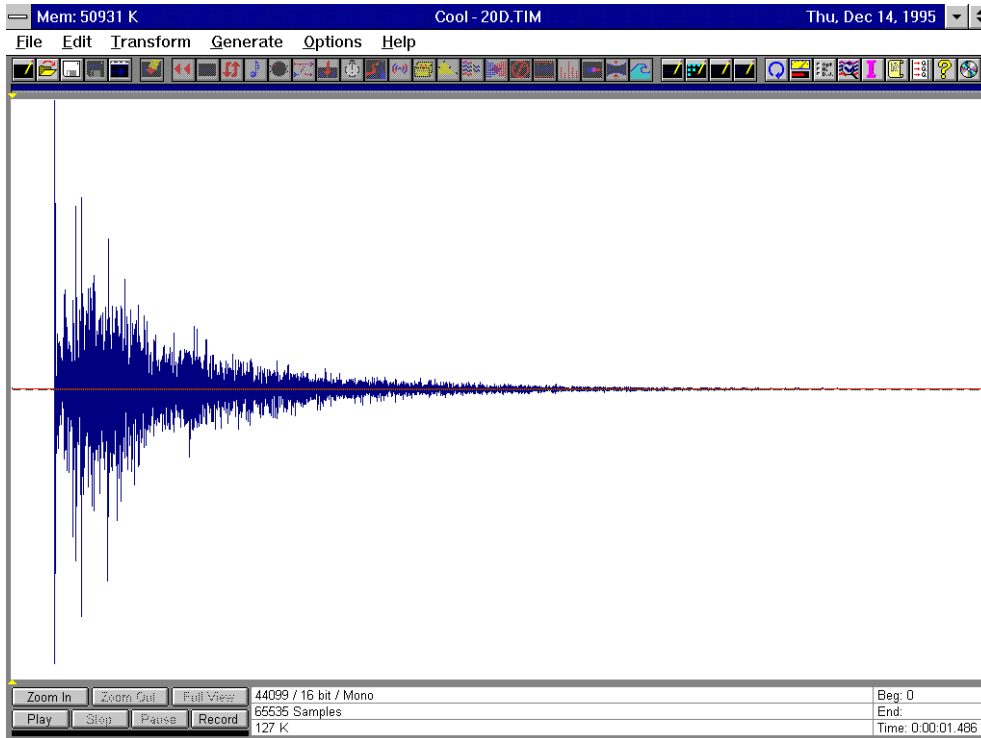 Mem: 50931 K Cool - 20D.TIM Thu, Dec 14, 1995
File Edit Transform Generate Options Help
Zoom In Zoom Out Full View 44099 / 16 bit / Mono Beg: 0
Play Stop Pause Record 65535 Samples End:
127 K Time: 0:00:01.486